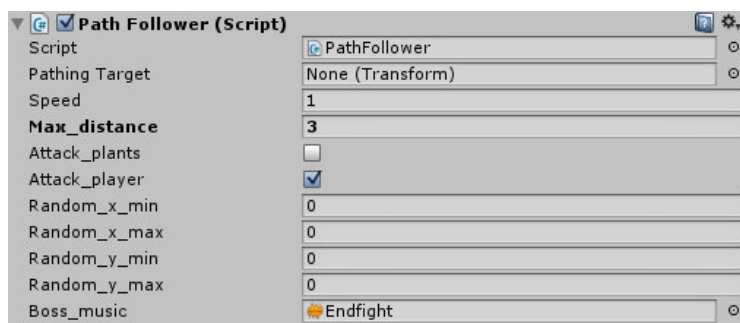 Path Follower (Script)
Script PathFollower
Pathing Target None (Transform)
Speed 1
Max_distance 3
Attack_plants
Attack_player
Random_x_min 0
Random_x_max 0
Random_y_min 0
Random_y_max 0
Boss_music Endfight